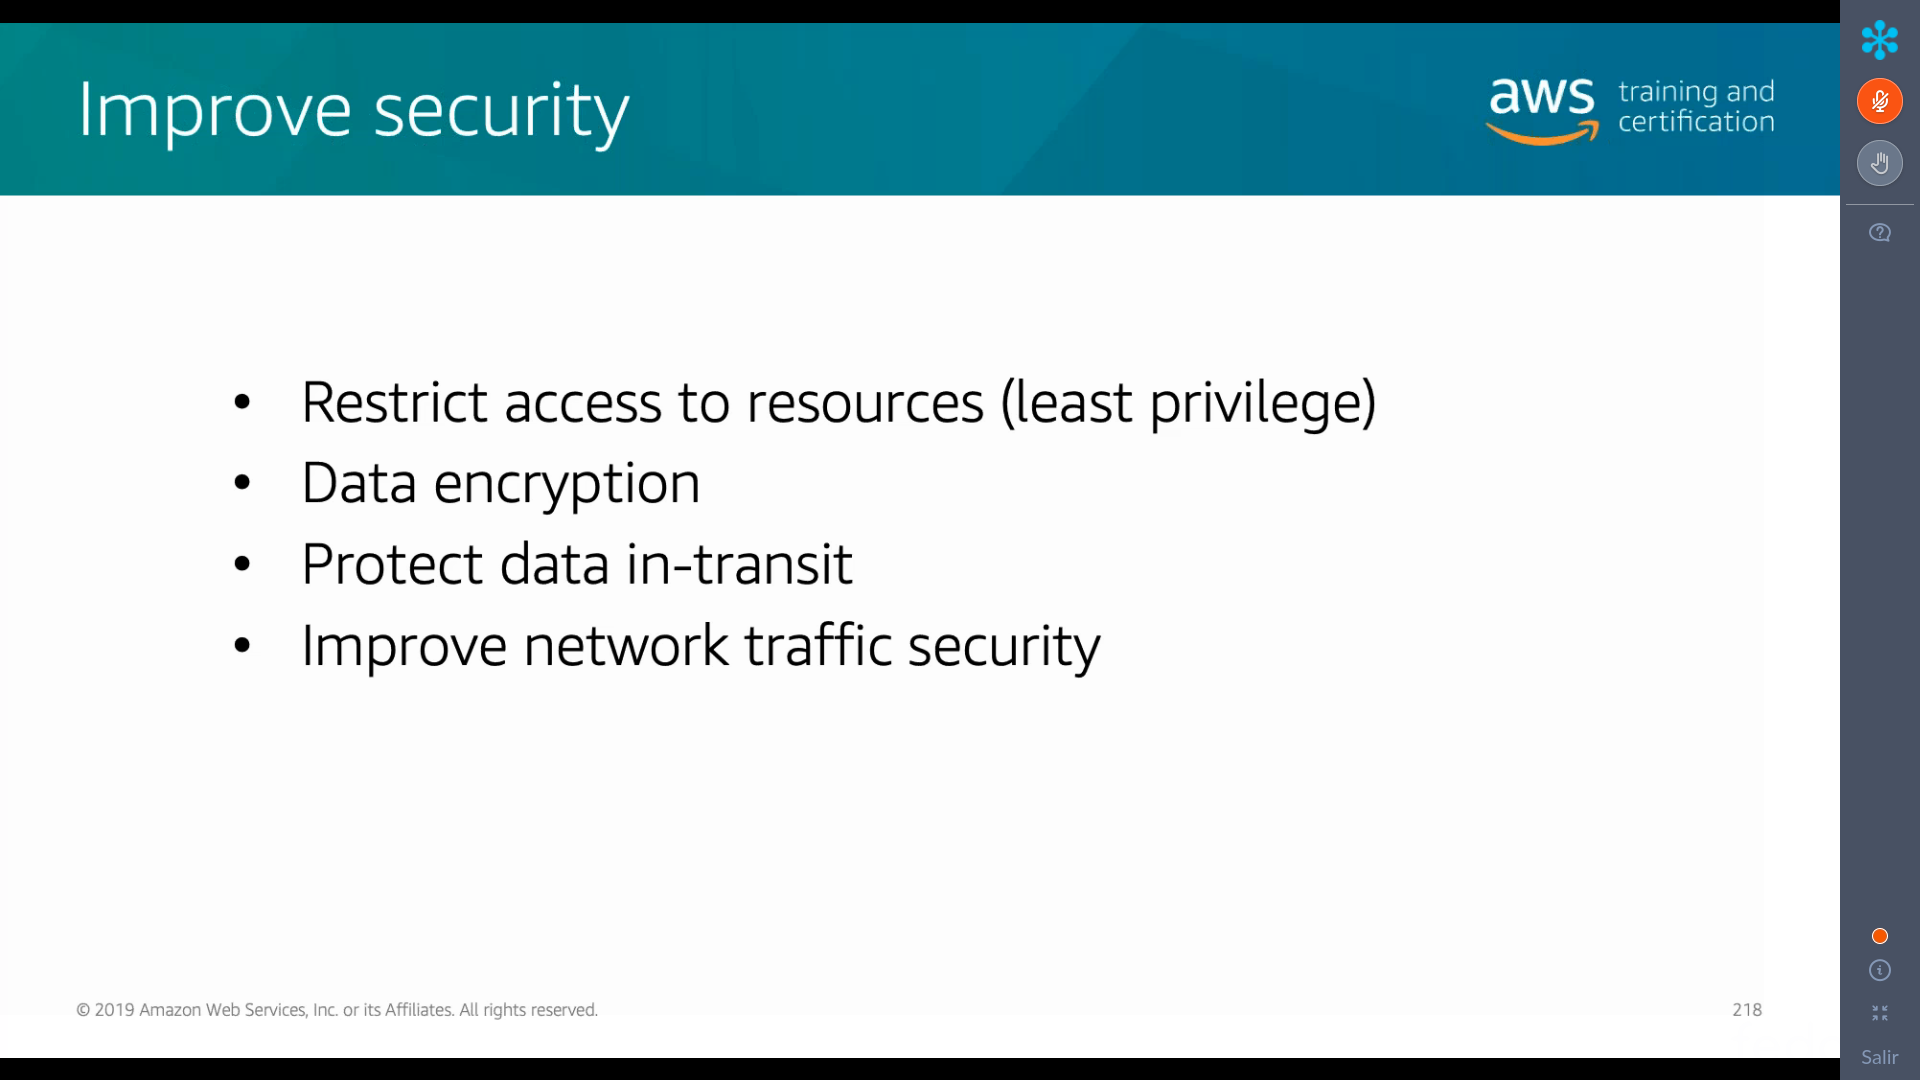 Improve security
aws training and
certification
• Restrict access to resources (least privilege)
• Data encryption
• Protect data in-transit
• Improve network traffic security
© 2019 Amazon Web Services, Inc. or its Affiliates. All rights reserved.
218
Salir